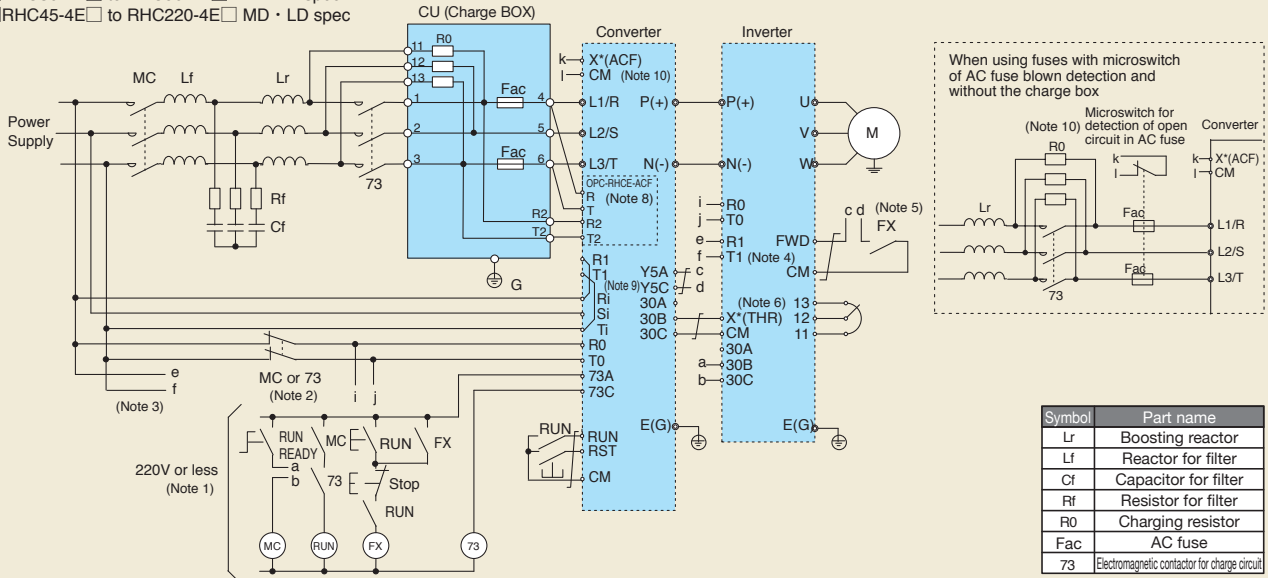 RHC45-4E□ to RHC220-4E□ MD・LD spec
CU (Charge BOX)
Converter
Inverter
11
R0
12
13
1
2
3
Fac
4
5
Fac
6
R2
T2
G
MC
Lf
Lr
Power
Supply
73
Rf
Cf
k
X*(ACF)
l
CM
(Note 10)
L1/R
P(+)
L2/S
L3/T
N(-)
OPC-RHCE-ACF
R
(Note 8)
T
R2
T2
R1
T1
(Note 9)
Ri
Si
Ti
R0
T0
73A
73C
Y5A
c
Y5C
d
30A
30B
30C
E(G)
RUN
RUN
RST
CM
P(+)
U
V
N(-)
W
M
i
R0
j
T0
e
R1
f
T1
(Note 4)
FWD
CM
c d
(Note 5)
FX
(Note 6)
13
X*(THR)
12
CM
11
30A
a
30B
b
30C
E(G)
e
f
(Note 3)
MC or 73
(Note 2)
i
j
220V or less
(Note 1)
RUN
READY
a
b
MC
73
RUN
Stop
RUN
FX
MC
RUN
FX
73
When using fuses with microswitch
of AC fuse blown detection and
without the charge box
Microswitch for
detection of open
circuit in AC fuse
(Note 10)
Converter
R0
k
l
k
X*(ACF)
l
CM
Lr
Fac
L1/R
L2/S
Fac
L3/T
73
Symbol Part name
Lr Boosting reactor
Lf Reactor for filter
Cf Capacitor for filter
Rf Resistor for filter
R0 Charging resistor
Fac AC fuse
73 Electromagnetic contactor for charge circuit